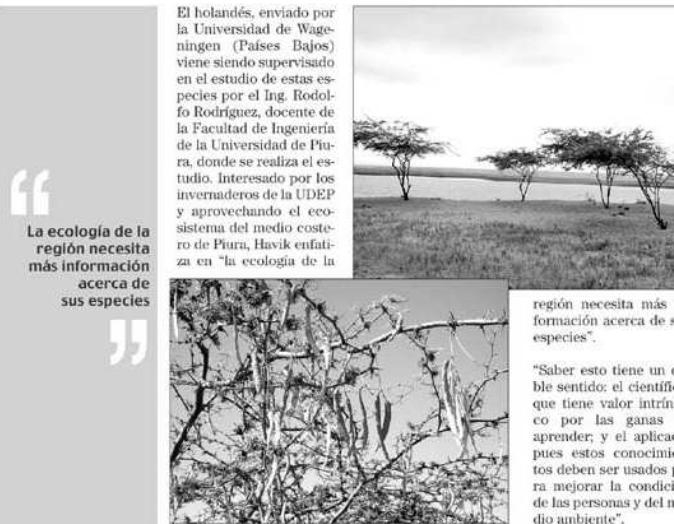 El holandés, enviado por
la Universidad de Wage-
ningen (Países Bajos)
viene siendo supervisado
en el estudio de estas es-
pecies por el Ing. Rodol-
fo Rodríguez, docente de
la Facultad de Ingeniería
de la Universidad de Piu-
ra, donde se realiza el es-
tudio. Interesado por los
invernaderos de la UDEP
y aprovechando el eco-
sistema del medio coste-
ro de Piura, Havik enfati-
za en "la ecología de la
“
La ecología de la
región necesita
más información
acerca de
sus especies
”
región necesita más
formación acerca de
especies".
"Saber esto tiene un
ble sentido: el
que tiene valor
co por las ganas
aprender; y el
pues estos
tos deben ser usados
ra mejorar la
de las personas y del
dio ambiente".